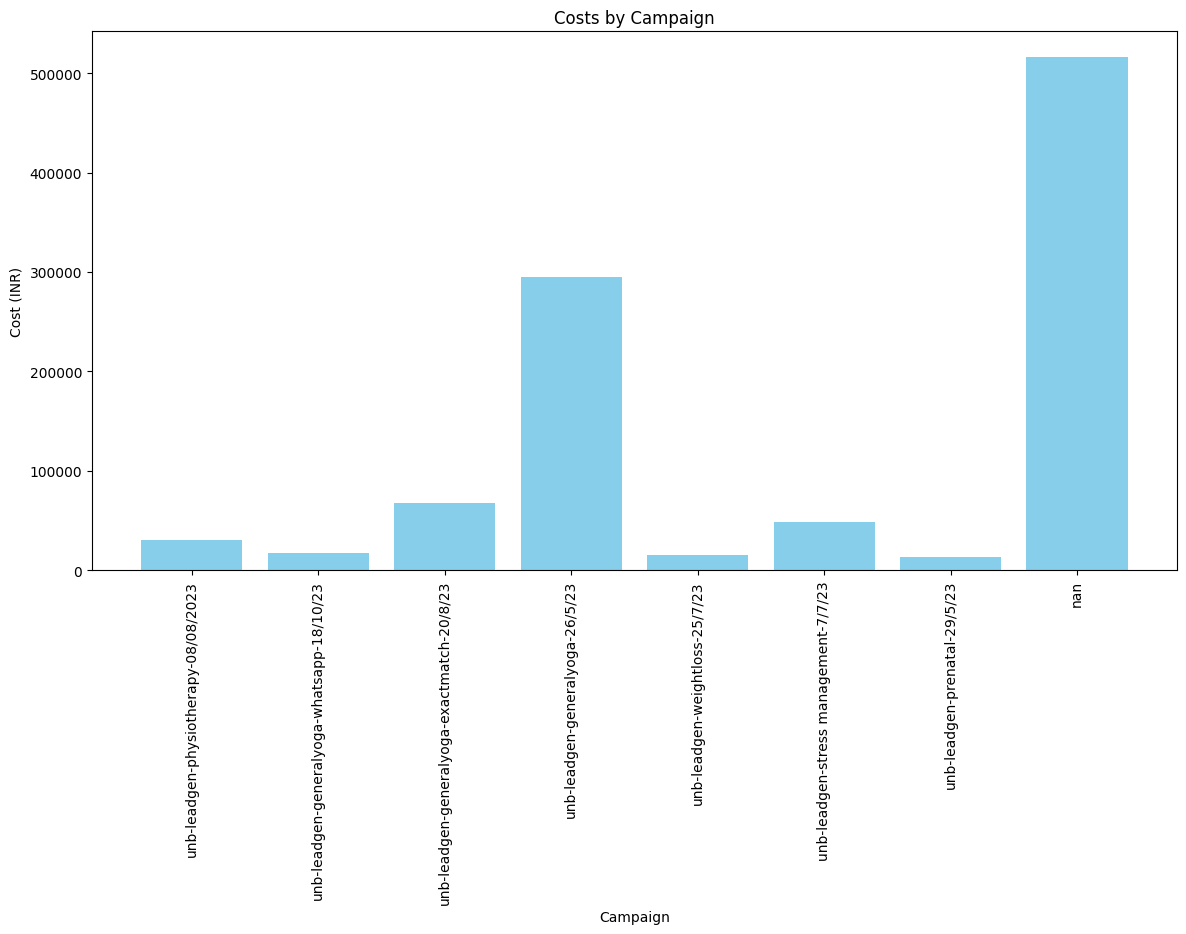 Costs by Campaign
Cost (INR)
500000
400000
300000
200000
100000
0
unb-leadgen-physiotherapy-08/08/2023
unb-leadgen-generalyoga-whatsapp-18/10/23
unb-leadgen-generalyoga-exactmatch-20/8/23
unb-leadgen-generalyoga-26/5/23
unb-leadgen-weightloss-25/7/23
unb-leadgen-stress management-7/7/23
unb-leadgen-prenatal-29/5/23
nan
Campaign